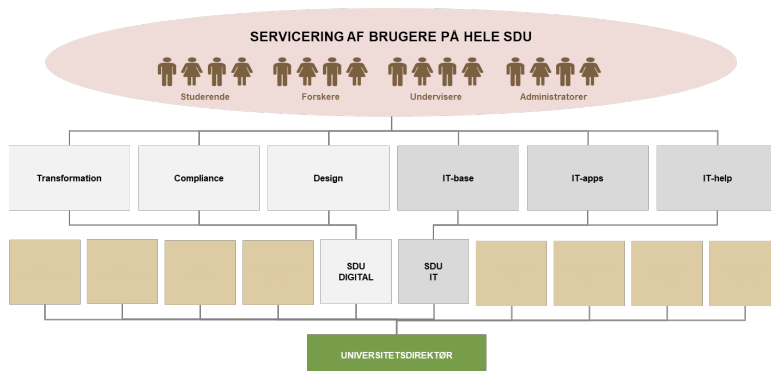 SERVICERING AF BRUGERE PÅ HELE SDU
Studerende
Forskere
Undervisere
Administratorer
Transformation
Compliance
Design
IT-base
IT-apps
IT-help
SDU
DIGITAL
SDU
IT
UNIVERSITETSDIREKTØR